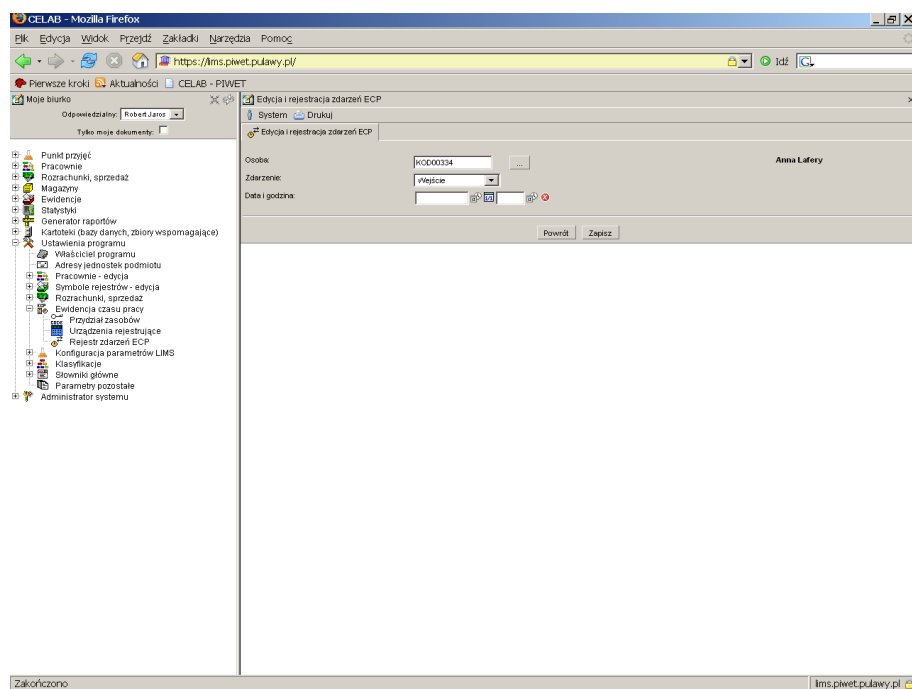 CELAB - Mozilla Firefox
Plik Edycja Widok Przejdź Zakładki Narzędzia Pomoc
https://lims.piwet.pulawy.pl/ Idź
Pierwsze kroki Aktualności CELAB - PIWET
Moje biurko
Odpowiedzialny: Robert Jaros
Tylko moje dokumenty:
Punkt przyjęć
Pracownie
Rozrachunki, sprzedaż
Magazyny
Ewidencje
Statystyki
Generator raportów
Kartoteki (bazy danych, zbiory wspomagające)
Ustawienia programu
Właściciel programu
Adresy jednostek podmiotu
Pracownie - edycja
Symbole rejestrów - edycja
Rozrachunki, sprzedaż
Ewidencja czasu pracy
Przydział zasobów
Urządzenia rejestrujące
Rejestr zdarzeń ECP
Konfiguracja parametrów LIMS
Klasyfikacje
Słowniki główne
Parametry pozostałe
Administrator systemu
Edycja i rejestracja zdarzeń ECP
System Drukuj
Edycja i rejestracja zdarzeń ECP
Osoba: KOD00334 ... Anna Lafery
Zdarzenie: Wejście
Data i godzina:
Powrót Zapisz
Zakończono lims.piwet.pulawy.pl